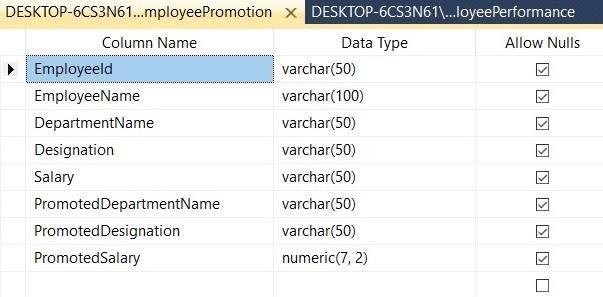 DESKTOP-6CS3N61...mployeePromotion × DESKTOP-6CS3N61\...loyeePerformance
Column Name Data Type Allow Nulls
EmployeeId varchar(50)
EmployeeName varchar(100)
DepartmentName varchar(50)
Designation varchar(50)
Salary varchar(50)
PromotedDepartmentName varchar(50)
PromotedDesignation varchar(50)
PromotedSalary numeric(7, 2)